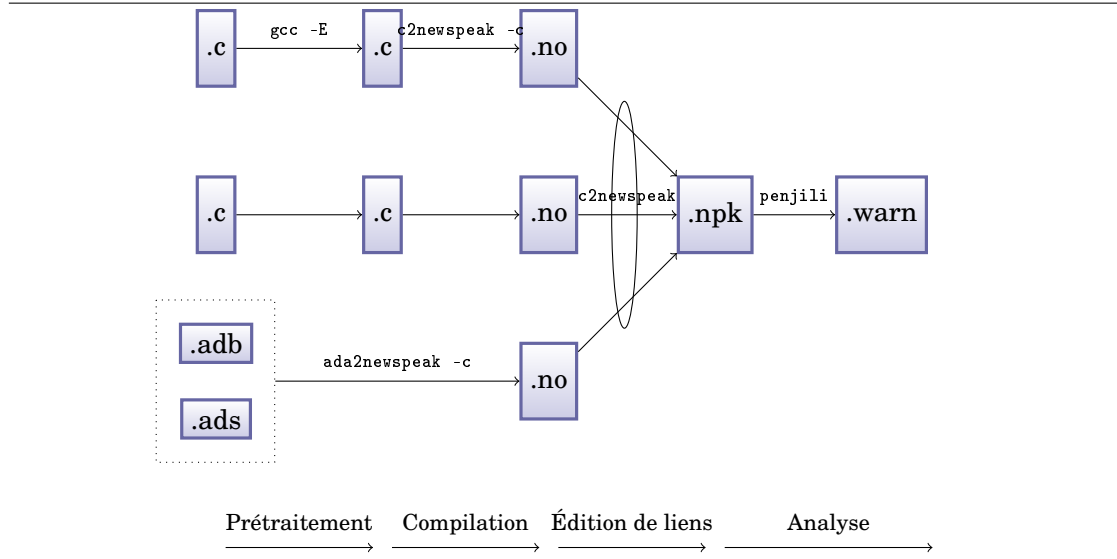 gcc -E c2newspeak -c
.c .c .no
c2newspeak penjili
.c .c .no .npk .warn
.adb
ada2newspeak -c
.no
.ads
Prétraitement Compilation Édition de liens Analyse